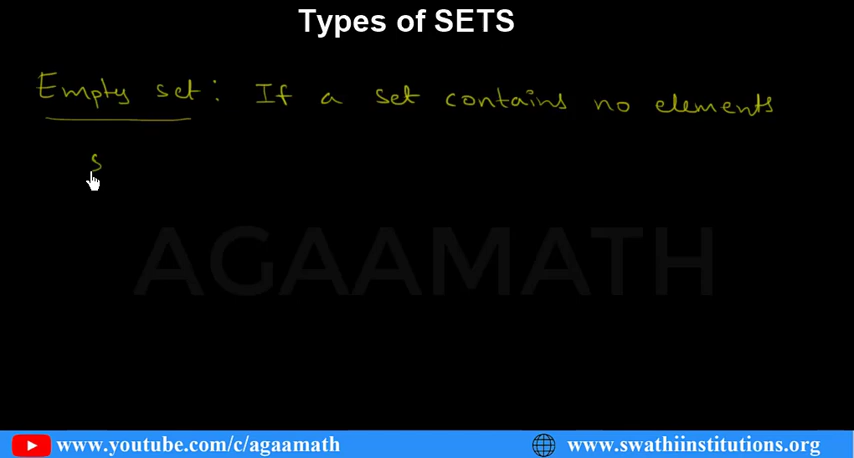 Types of SETS
Empty set: If a set contains no elements
s
AGAAMATH
www.youtube.com/c/agaamath www.swathiinstitutions.org